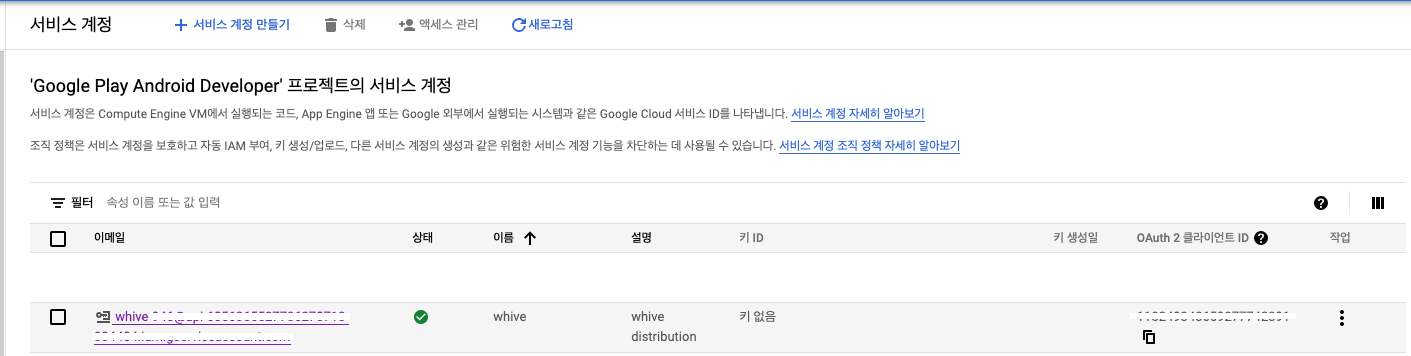 서비스 계정 서비스 계정 만들기 삭제 액세스 관리 새로고침
'Google Play Android Developer' 프로젝트의 서비스 계정
서비스 계정은 Compute Engine VM에서 실행되는 코드, App Engine 앱 또는 Google 외부에서 실행되는 시스템과 같은 Google Cloud 서비스 ID를 나타냅니다. 서비스 계정 자세히 알아보기
조직 정책은 서비스 계정을 보호하고 자동 IAM 부여, 키 생성/업로드, 다른 서비스 계정의 생성과 같은 위험한 서비스 계정 기능을 차단하는 데 사용될 수 있습니다. 서비스 계정 조직 정책 자세히 알아보기
필터 속성 이름 또는 값 입력
이메일 상태 이름 설명 키 ID 키 생성일 OAuth 2 클라이언트 ID 작업
whive whive whive 키 없음
distribution